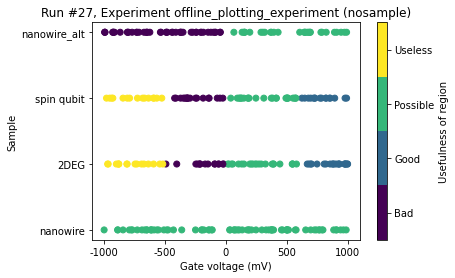 Run #27, Experiment offline_plotting_experiment (nosample)
nanowire_alt
spin qubit
2DEG
nanowire
Sample
-1000
-500
0
500
1000
Gate voltage (mV)
Useless
Possible
Good
Bad
Usefulness of region